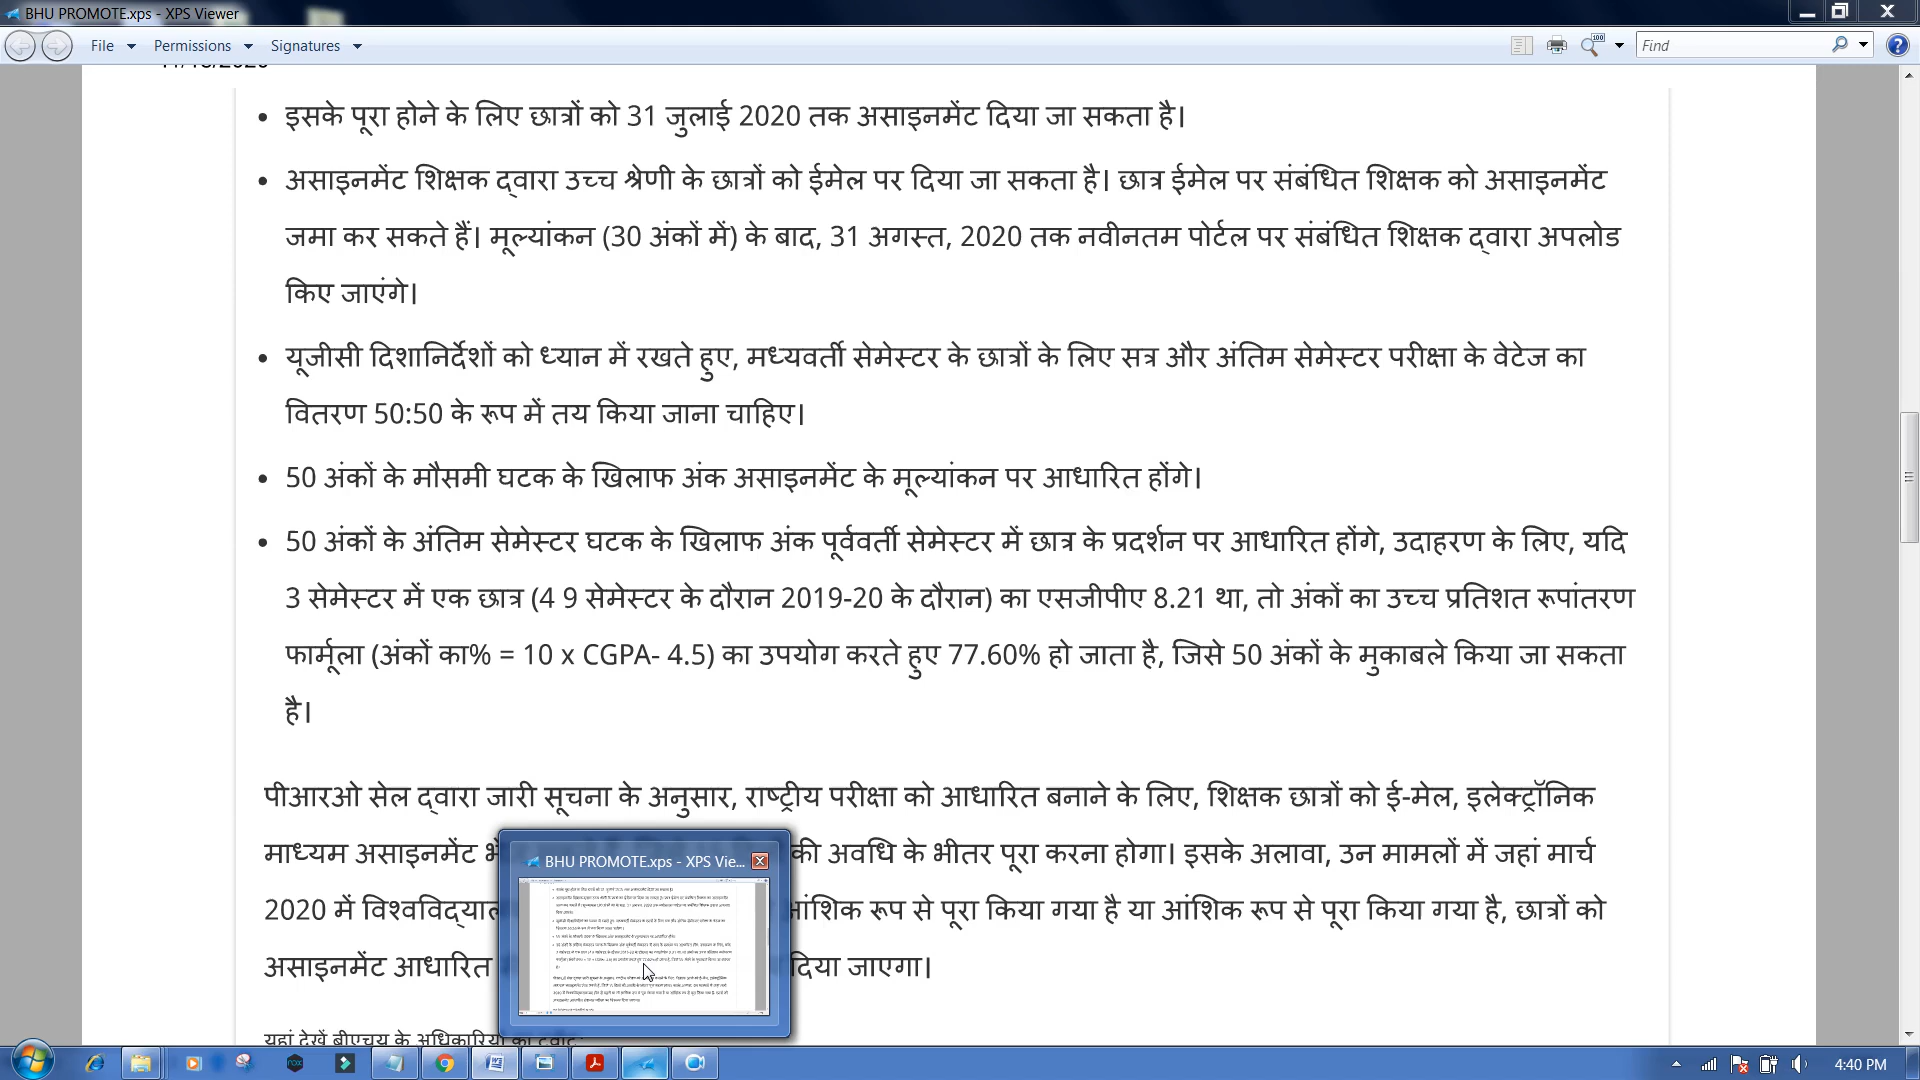 BHU PROMOTE.xps - XPS Viewer
File Permissions Signatures Find
इसके पूरा होने के लिए छात्रों को 31 जुलाई 2020 तक असाइनमेंट दिया जा सकता है।
असाइनमेंट शिक्षक द्वारा उच्च श्रेणी के छात्रों को ईमेल पर दिया जा सकता है। छात्र ईमेल पर संबंधित शिक्षक को असाइनमेंट
जमा कर सकते हैं। मूल्यांकन (30 अंकों में) के बाद, 31 अगस्त, 2020 तक नवीनतम पोर्टल पर संबंधित शिक्षक द्वारा अपलोड
किए जाएंगे।
यूजीसी दिशानिर्देशों को ध्यान में रखते हुए, मध्यवर्ती सेमेस्टर के छात्रों के लिए सत्र और अंतिम सेमेस्टर परीक्षा के वेटेज का
वितरण 50:50 के रूप में तय किया जाना चाहिए।
50 अंकों के मौसमी घटक के खिलाफ अंक असाइनमेंट के मूल्यांकन पर आधारित होंगे।
50 अंकों के अंतिम सेमेस्टर घटक के खिलाफ अंक पूर्ववर्ती सेमेस्टर में छात्र के प्रदर्शन पर आधारित होंगे, उदाहरण के लिए, यदि
3 सेमेस्टर में एक छात्र (4 9 सेमेस्टर के दौरान 2019-20 के दौरान) का एसजीपीए 8.21 था, तो अंकों का उच्च प्रतिशत रूपांतरण
फार्मूला (अंकों का% = 10 x CGPA- 4.5) का उपयोग करते हुए 77.60% हो जाता है, जिसे 50 अंकों के मुकाबले किया जा सकता
है।
पीआरओ सेल द्वारा जारी सूचना के अनुसार, राष्ट्रीय परीक्षा को आधारित बनाने के लिए, शिक्षक छात्रों को ई-मेल, इलेक्ट्रॉनिक
माध्यम असाइनमेंट की अवधि के भीतर पूरा करना होगा। इसके अलावा, उन मामलों में जहां मार्च
2020 में आंशिक रूप से पूरा किया गया है या आंशिक रूप से पूरा किया गया है, छात्रों को
असाइनमेंट आधारित दिया जाएगा।
BHU PROMOTE.xps - XPS Vie...
4:40 PM